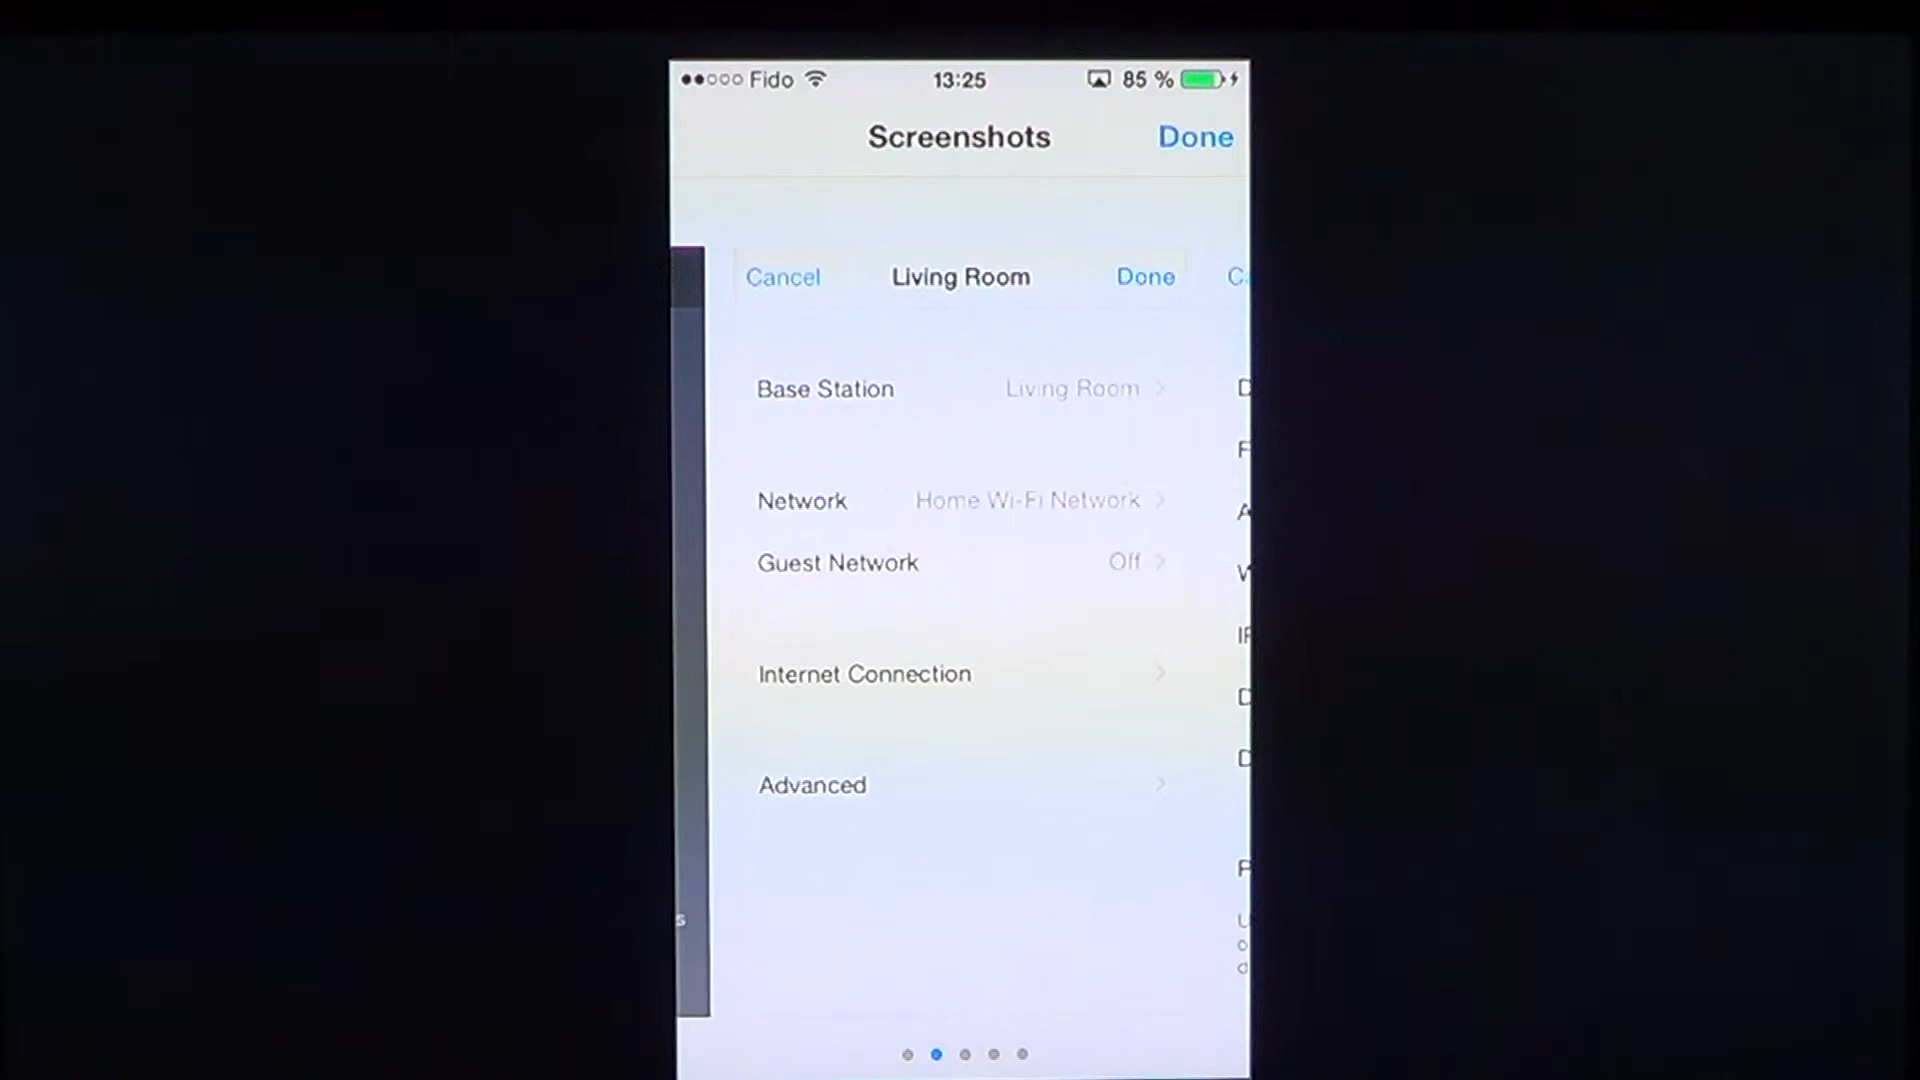 Fido 13:25 85 %
Screenshots Done
Cancel Living Room Done
Base Station Living Room
Network Home Wi-Fi Network
Guest Network Off
Internet Connection
Advanced